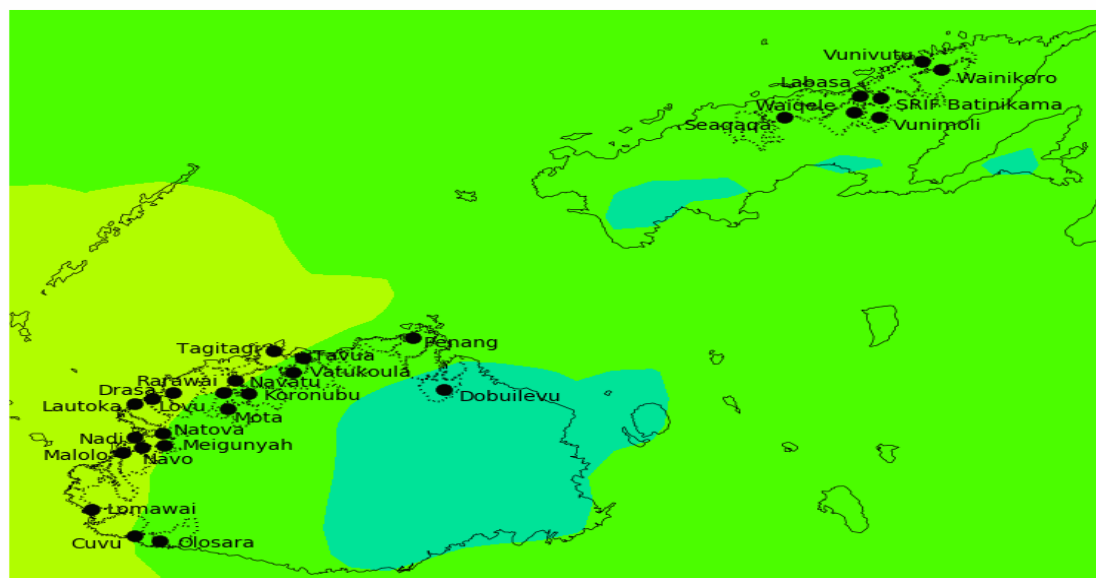 Vunivutu
Wainikoro
Labasa
SRIF Batinikama
Waiqele
Seaqaqa
Vunimoli
Penang
Tagitagi
Tavua
Vatukoula
Rarawai
Navatu
Drasa
Koronubu
Dobuilevu
Lautoka
Lovu
Mota
Natova
Nadi
Meigunyah
Malolo
Navo
Lomawai
Cuvu
Olosara